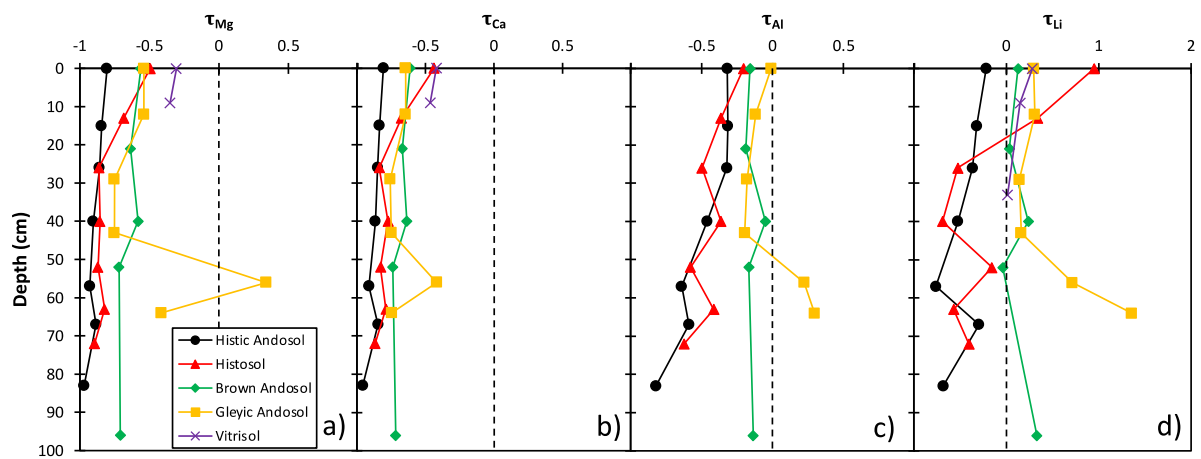 τMg
-1 -0.5 0 0.5
τCa
-0.5 0 0.5
τAl
-0.5 0 0.5
τLi
0 1 2
Depth (cm)
0
10
20
30
40
50
60
70
80
90
100
Histic Andosol
Histosol
Brown Andosol
Gleyic Andosol
Vitrisol
a)
b)
c)
d)